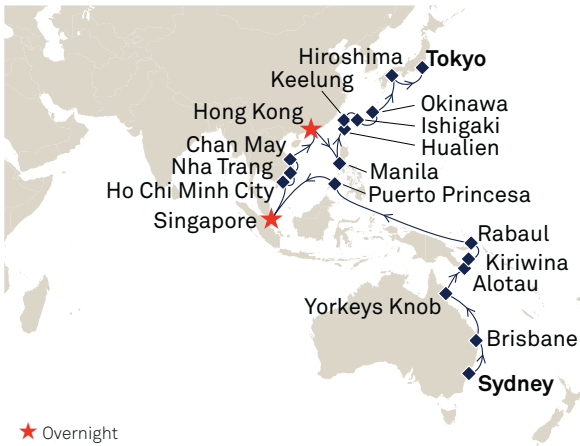 Hiroshima
Tokyo
Keelung
Okinawa
Hong Kong
Ishigaki
Hualien
Chan May
Nha Trang
Manila
Ho Chi Minh City
Puerto Princesa
Singapore
Rabaul
Kiriwina
Alotau
Yorkeys Knob
Brisbane
Sydney
Overnight